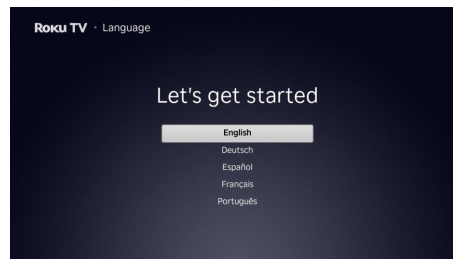 Roku TV · Language
Let's get started
English
Deutsch
Español
Français
Português